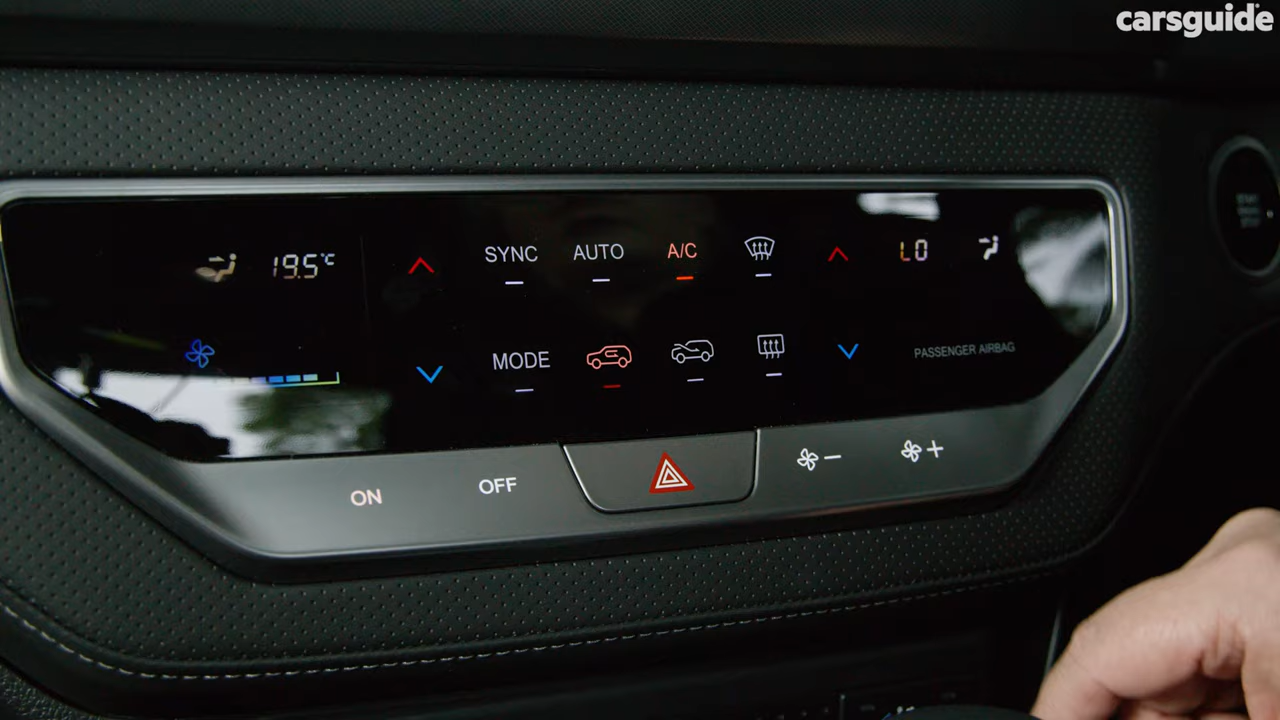 carsguide
19.5°C
SYNC AUTO A/C
LO
MODE
PASSENGER AIRBAG
ON OFF